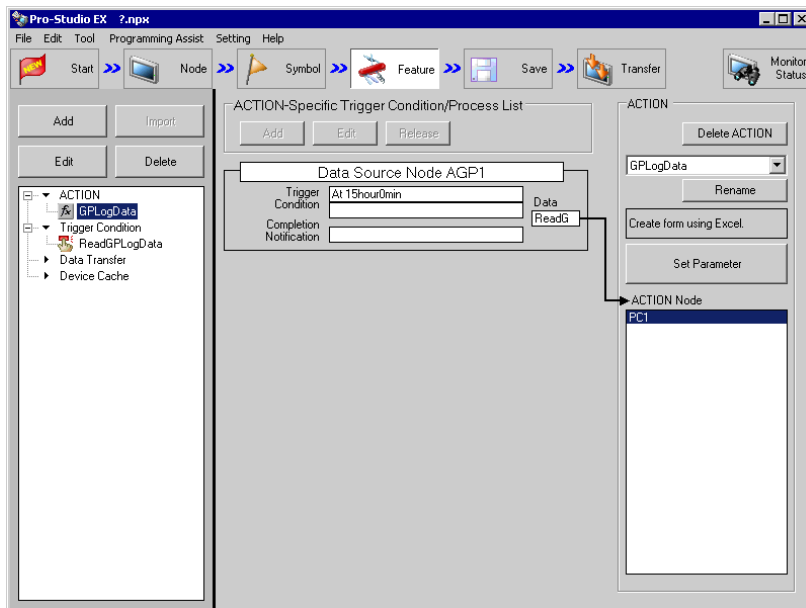 Pro-Studio EX ?.npx
File Edit Tool Programming Assist Setting Help
NEW Start Node Symbol Feature Save Transfer Monitor Status
Add Import
Edit Delete
ACTION
GPLogData
Trigger Condition
ReadGPLogData
Data Transfer
Device Cache
ACTION-Specific Trigger Condition/Process List
Add Edit Release
Data Source Node AGP1
Trigger Condition
At 15hour0min
Completion Notification
Data
ReadG
ACTION
Delete ACTION
GPLogData
Rename
Create form using Excel.
Set Parameter
ACTION Node
PC1